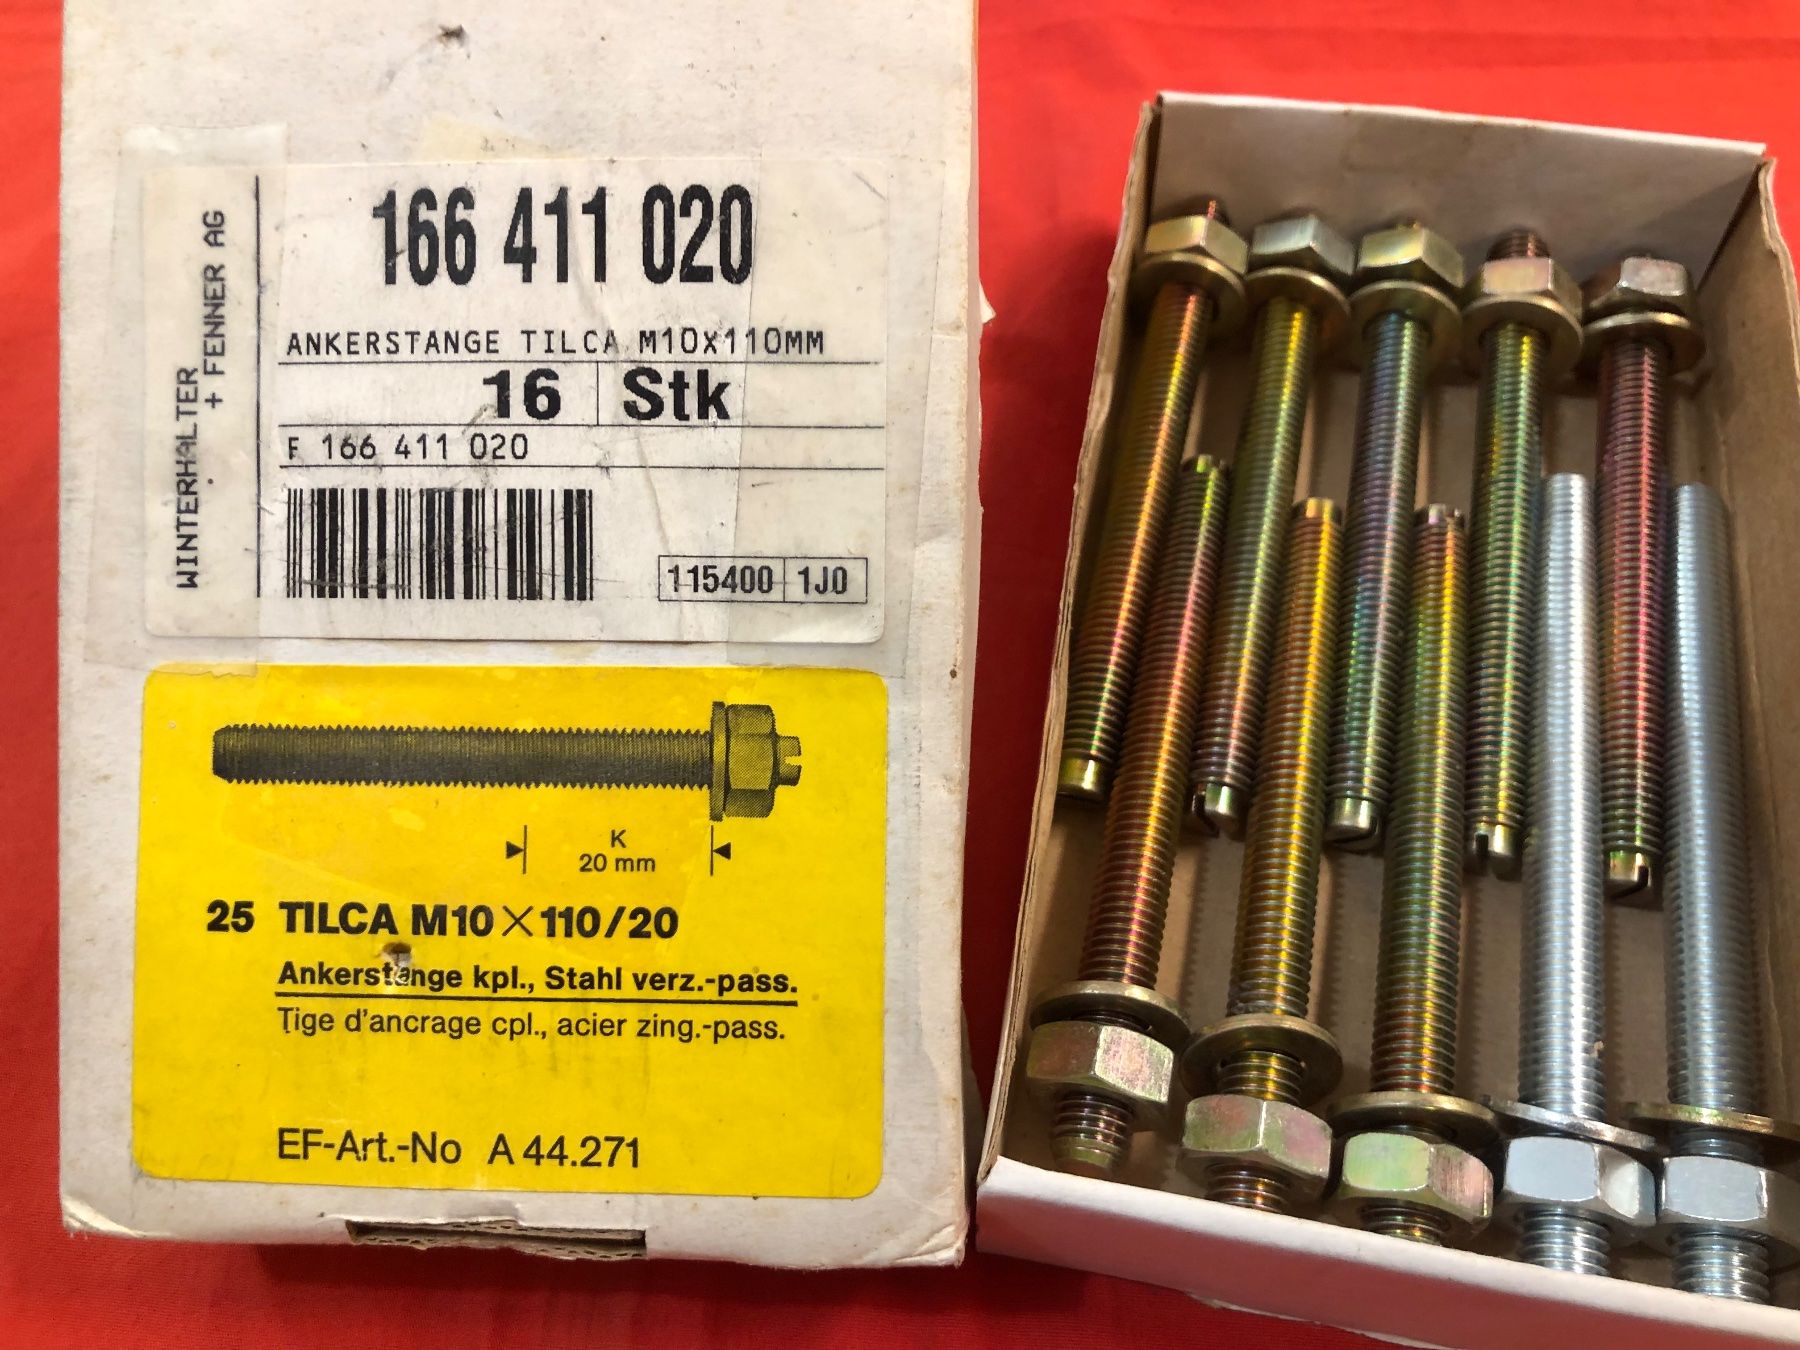 WINTERHALTER
+ FENNER AG
166 411 020
ANKERSTANGE TILCA M10X110MM
16 Stk
F 166 411 020
115400 1J0
K
20 mm
25 TILCA M10×110/20
Ankerstange kpl., Stahl verz.-pass.
Tige d'ancrage cpl., acier zing.-pass.
EF-Art.-No A 44.271